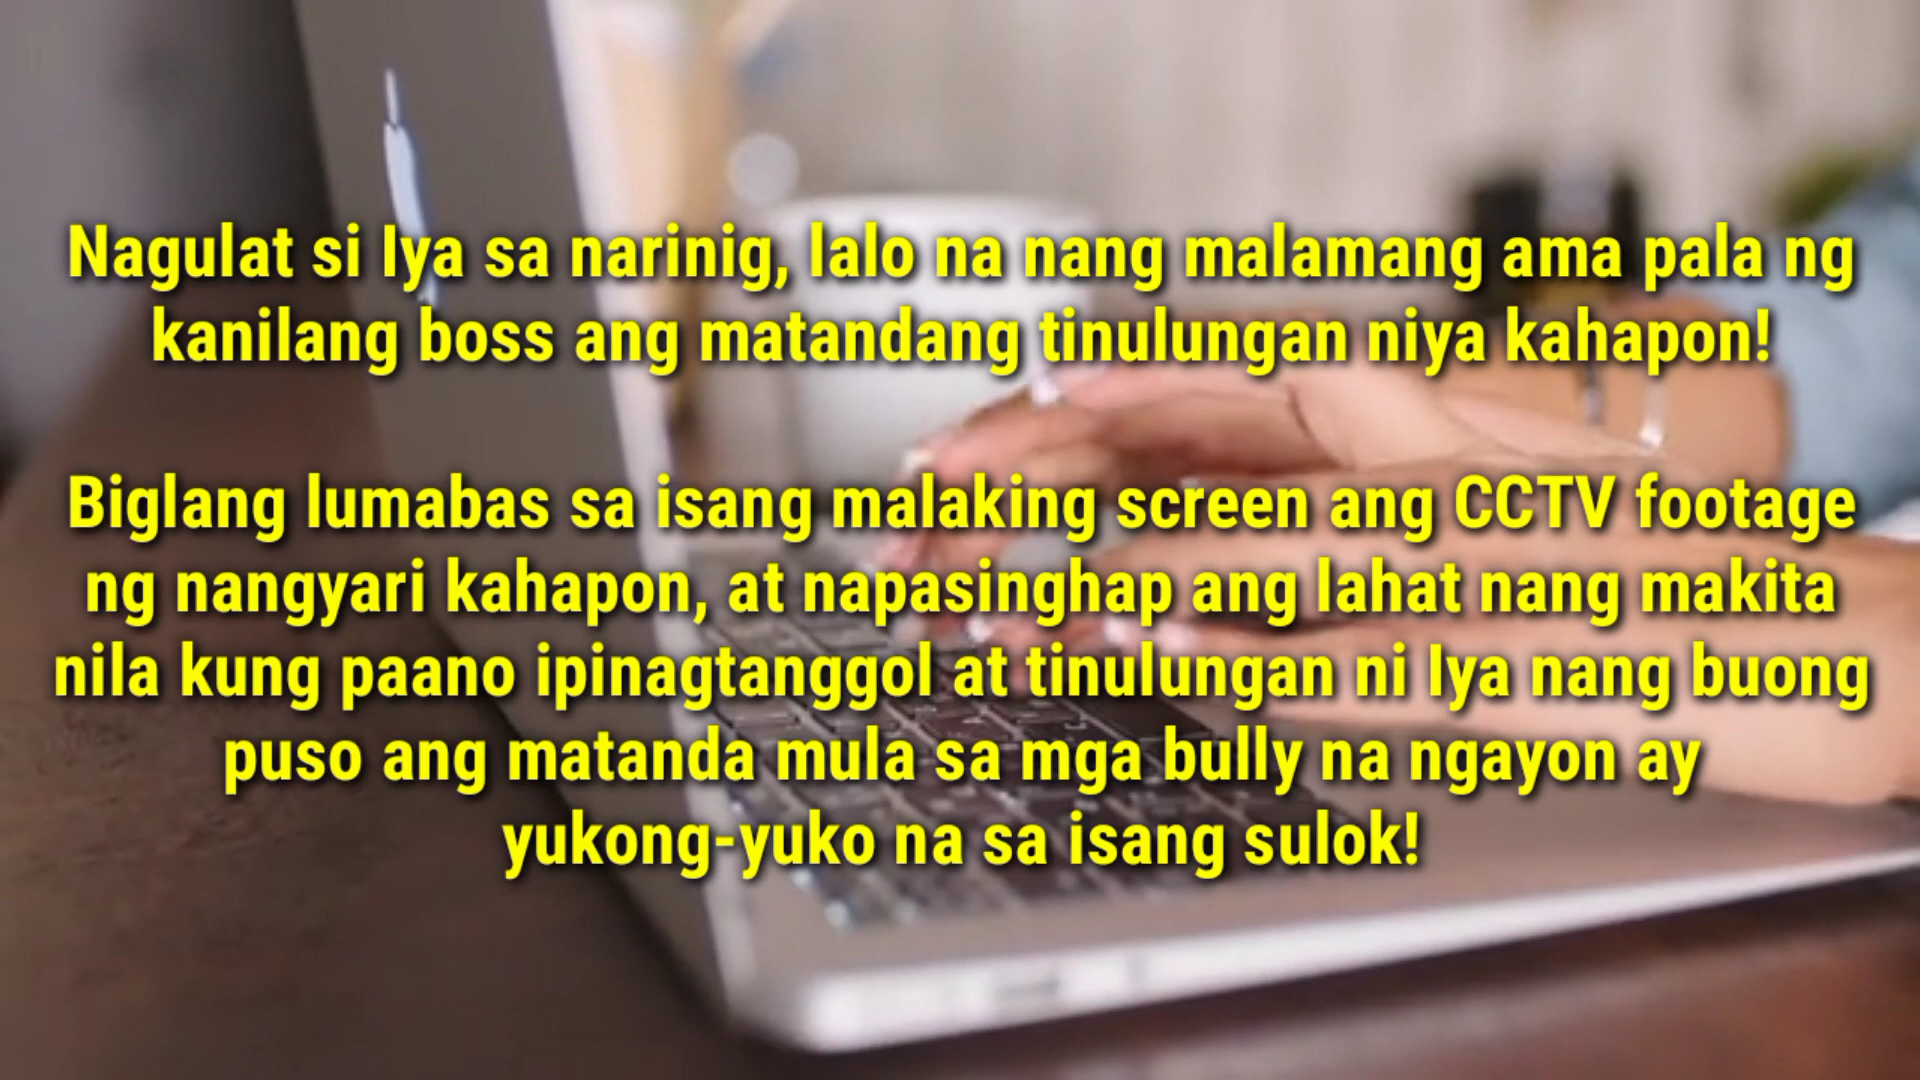 Nagulat si Iya sa narinig, lalo na nang malamang ama pala ng
kanilang boss ang matandang tinulungan niya kahapon!
Biglang lumabas sa isang malaking screen ang CCTV footage
ng nangyari kahapon, at napasinghap ang lahat nang makita
nila kung paano ipinagtanggol at tinulungan ni Iya nang buong
puso ang matanda mula sa mga bully na ngayon ay
yukong-yuko na sa isang sulok!